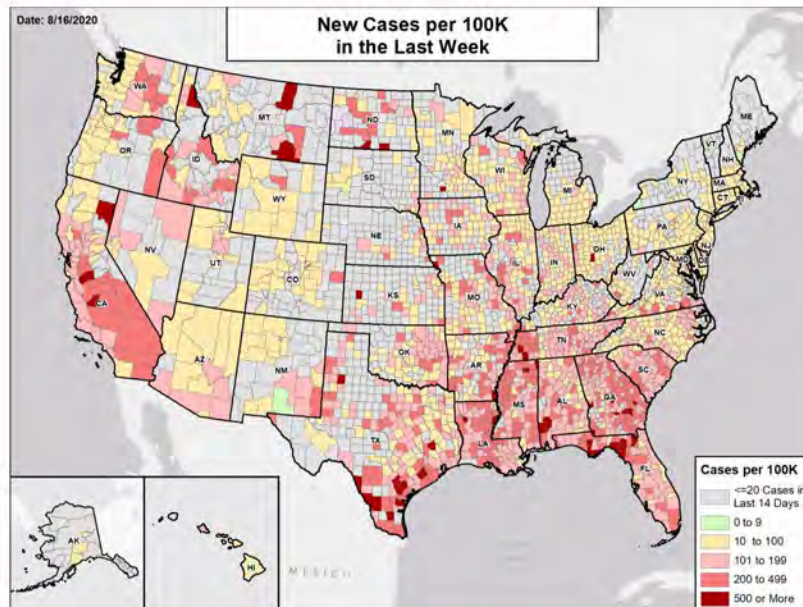 Date: 8/16/2020
New Cases per 100K
in the Last Week
WA
MT
ND
MN
ME
VT
NH
OR
ID
SD
WI
MI
NY
MA
CT
WY
IA
PA
NJ
NE
OH
MD
DE
NV
UT
CO
IL
IN
WV
VA
CA
KS
MO
KY
NC
TN
AZ
NM
OK
AR
SC
MS
AL
GA
TX
LA
FL
AK
HI
MEXICO
Cases per 100K
<=20 Cases in
Last 14 Days
0 to 9
10 to 100
101 to 199
200 to 499
500 or More